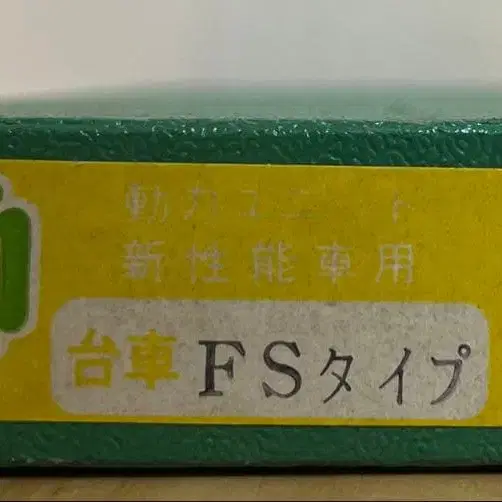 動力ユニット
新性能車用
台車 FSタイプ